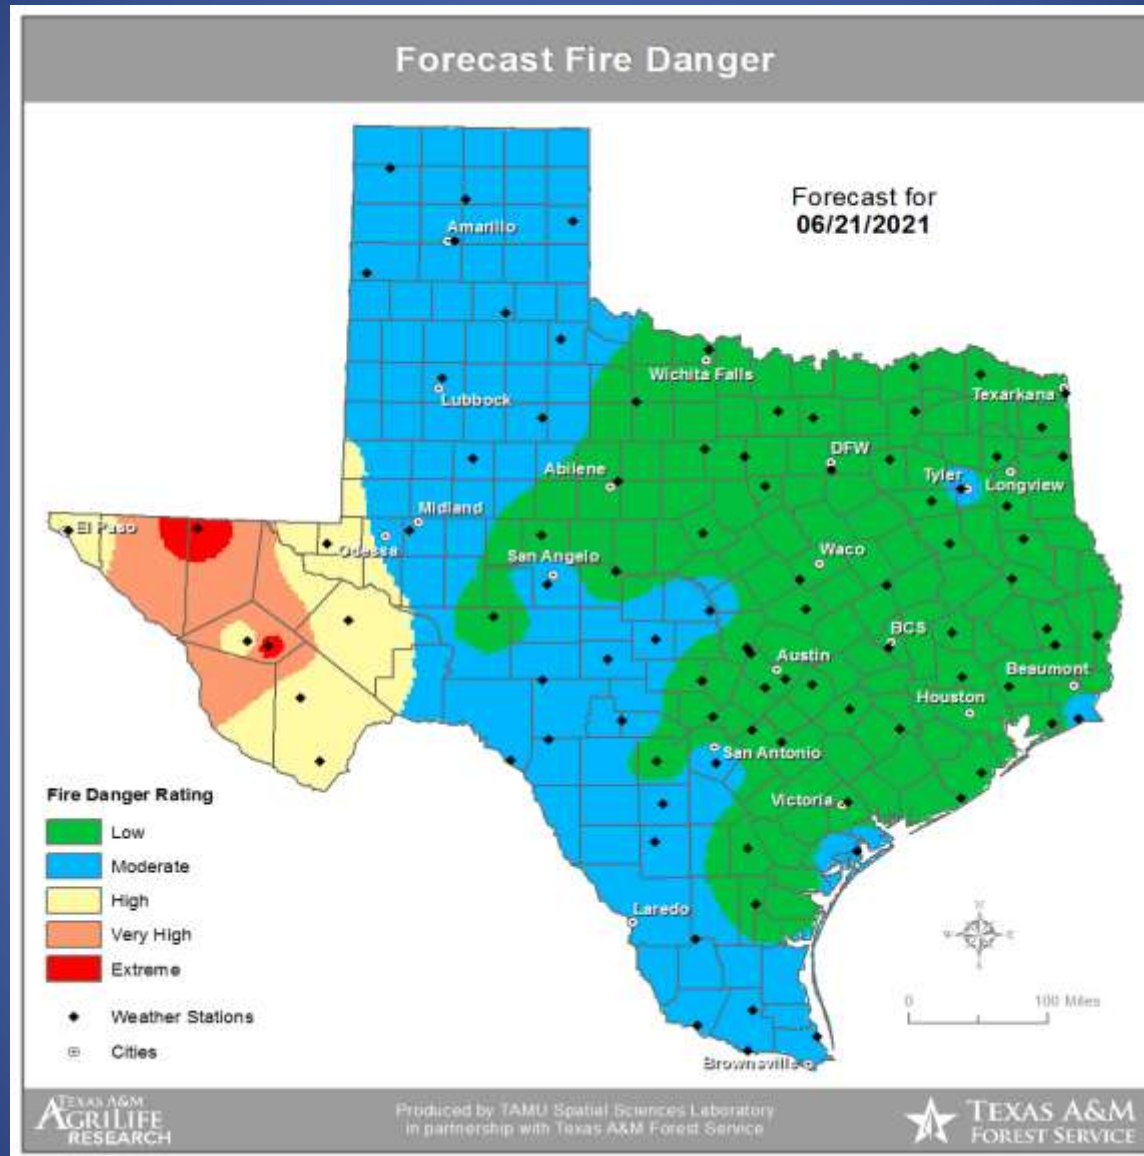 Forecast Fire Danger
Forecast for
06/21/2021
Amarillo
Wichita Falls
Lubbock
Texarkana
DFW
Abilene
Tyler
Longview
Midland
El Paso
Odessa
San Angelo
Waco
BCS
Austin
Beaumont
Houston
San Antonio
Victoria
Laredo
Brownsville
Fire Danger Rating
Low
Moderate
High
Very High
Extreme
Weather Stations
Cities
N
W E
S
0 100 Miles
TEXAS A&M
AGRILIFE
RESEARCH
Produced by TAMU Spatial Sciences Laboratory
in partnership with Texas A&M Forest Service
TEXAS A&M
FOREST SERVICE